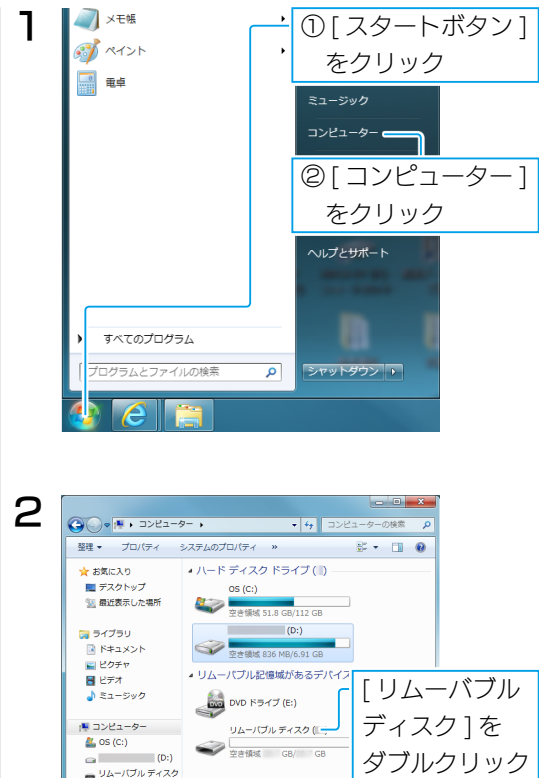 1
メモ帳
ペイント
電卓
① [ スタートボタン ]
をクリック
ミュージック
コンピューター
② [ コンピューター ]
をクリック
ヘルプとサポート
すべてのプログラム
プログラムとファイルの検索
シャットダウン
2
コンピューター
コンピューターの検索
整理
プロパティ
システムのプロパティ
»
お気に入り
デスクトップ
最近表示した場所
ライブラリ
ドキュメント
ピクチャ
ビデオ
ミュージック
コンピューター
OS (C:)
(D:)
リムーバブル ディスク
ハード ディスク ドライブ ( )
OS (C:)
空き領域 51.8 GB/112 GB
(D:)
空き領域 836 MB/6.91 GB
リムーバブル記憶域があるデバイス
DVD ドライブ (E:)
リムーバブル ディスク (
空き領域 GB/ GB
[ リムーバブル
ディスク ] を
ダブルクリック